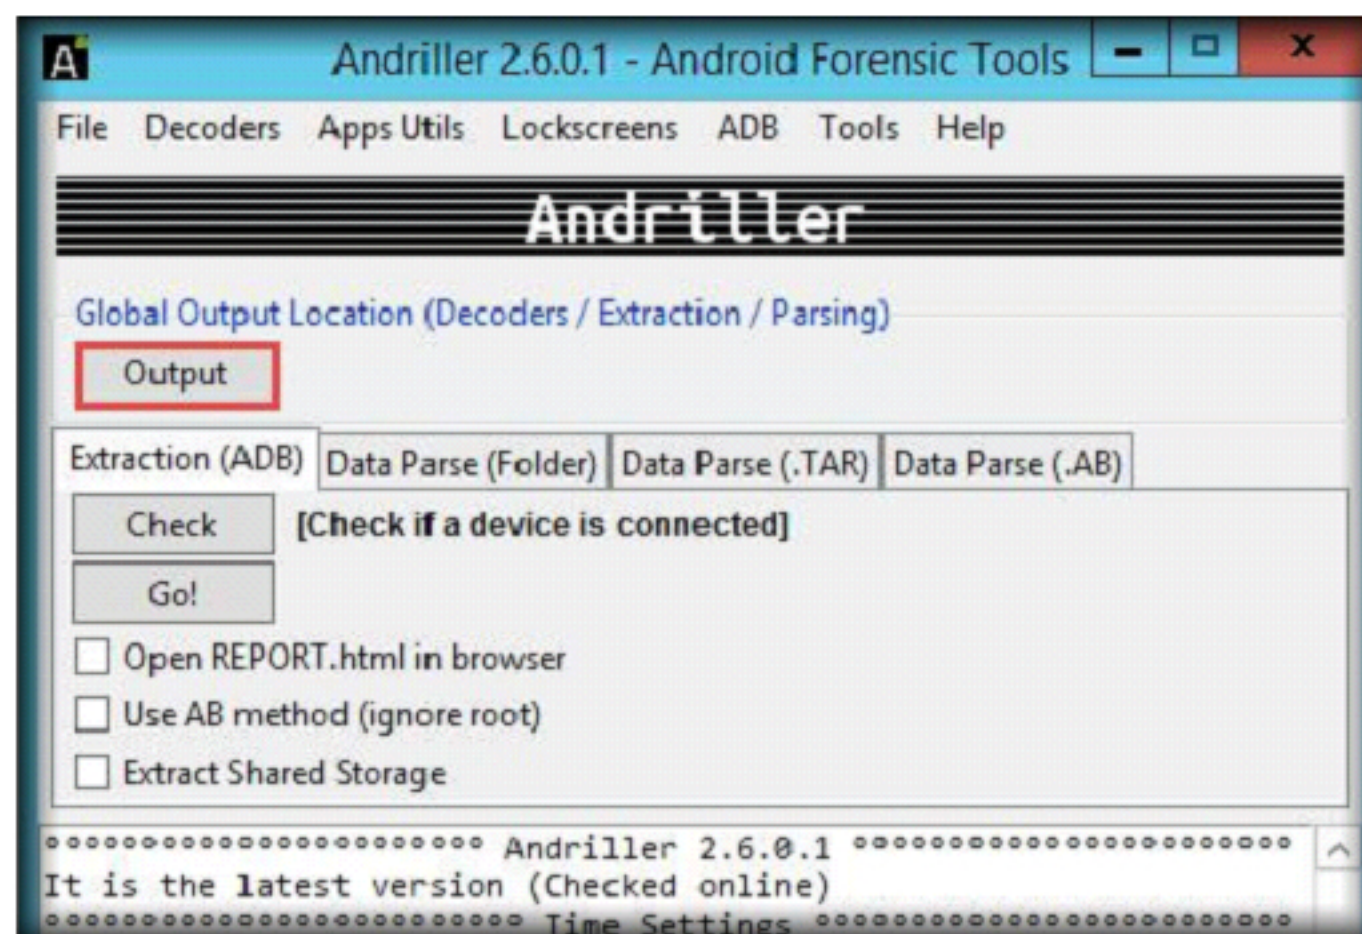 Andriller 2.6.0.1 - Android Forensic Tools
File Decoders Apps Utils Lockscreens ADB Tools Help
Andriller
Global Output Location (Decoders / Extraction / Parsing)
Output
Extraction (ADB) Data Parse (Folder) Data Parse (.TAR) Data Parse (.AB)
Check [Check if a device is connected]
Go!
Open REPORT.html in browser
Use AB method (ignore root)
Extract Shared Storage
Andriller 2.6.0.1
It is the latest version (Checked online)
Time Settings